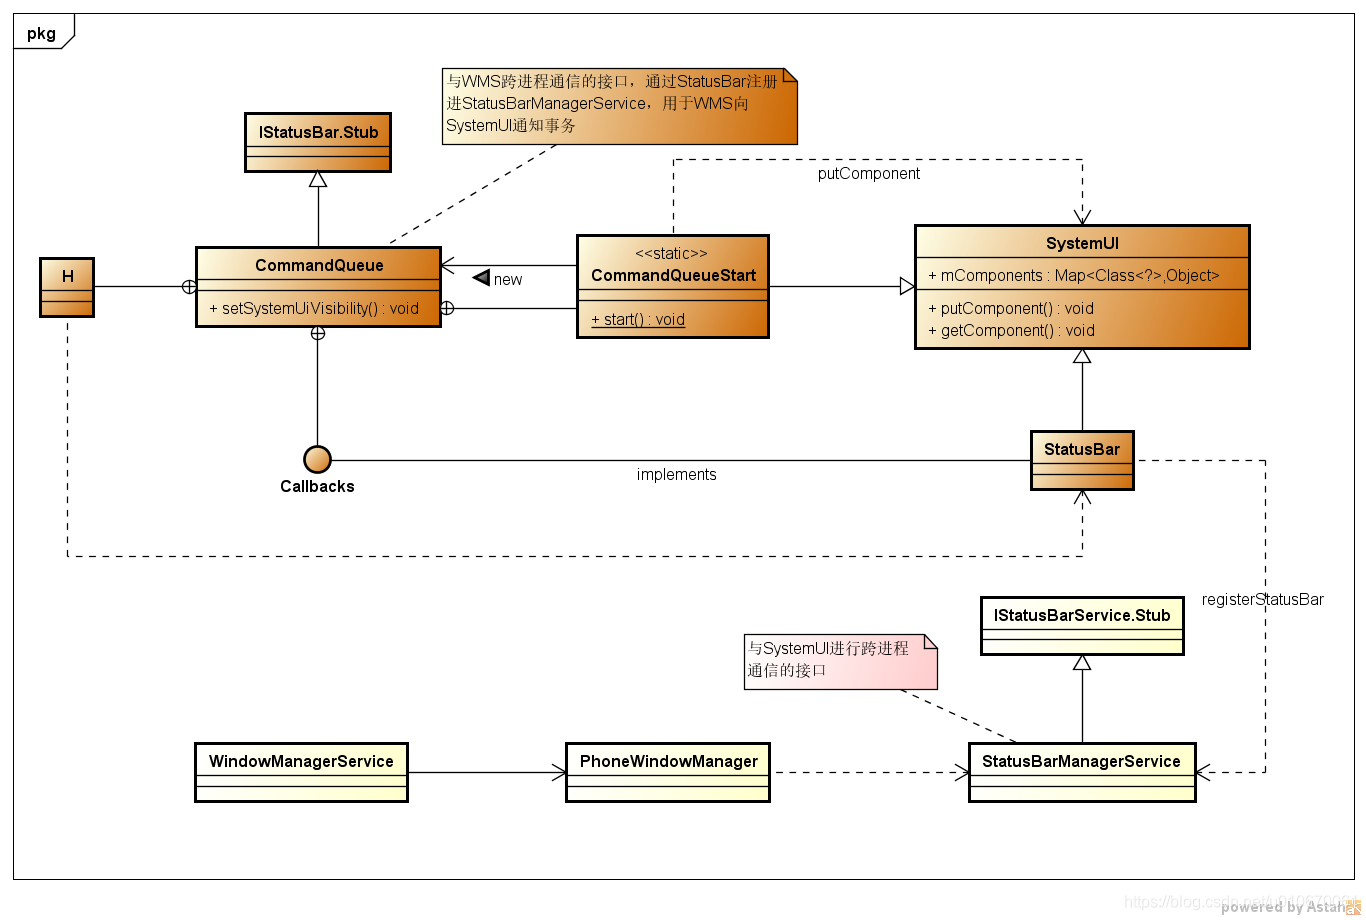 pkg
与WMS跨进程通信的接口，通过StatusBar注册
进StatusBarManagerService，用于WMS向
SystemUI通知事务
IStatusBar.Stub
putComponent
H
CommandQueue
+ setSystemUiVisibility() : void
new
<<static>>
CommandQueueStart
+ start() : void
SystemUI
+ mComponents : Map<Class<?>,Object>
+ putComponent() : void
+ getComponent() : void
StatusBar
implements
Callbacks
registerStatusBar
IStatusBarService.Stub
与SystemUI进行跨进程
通信的接口
WindowManagerService
PhoneWindowManager
StatusBarManagerService
powered by Astah